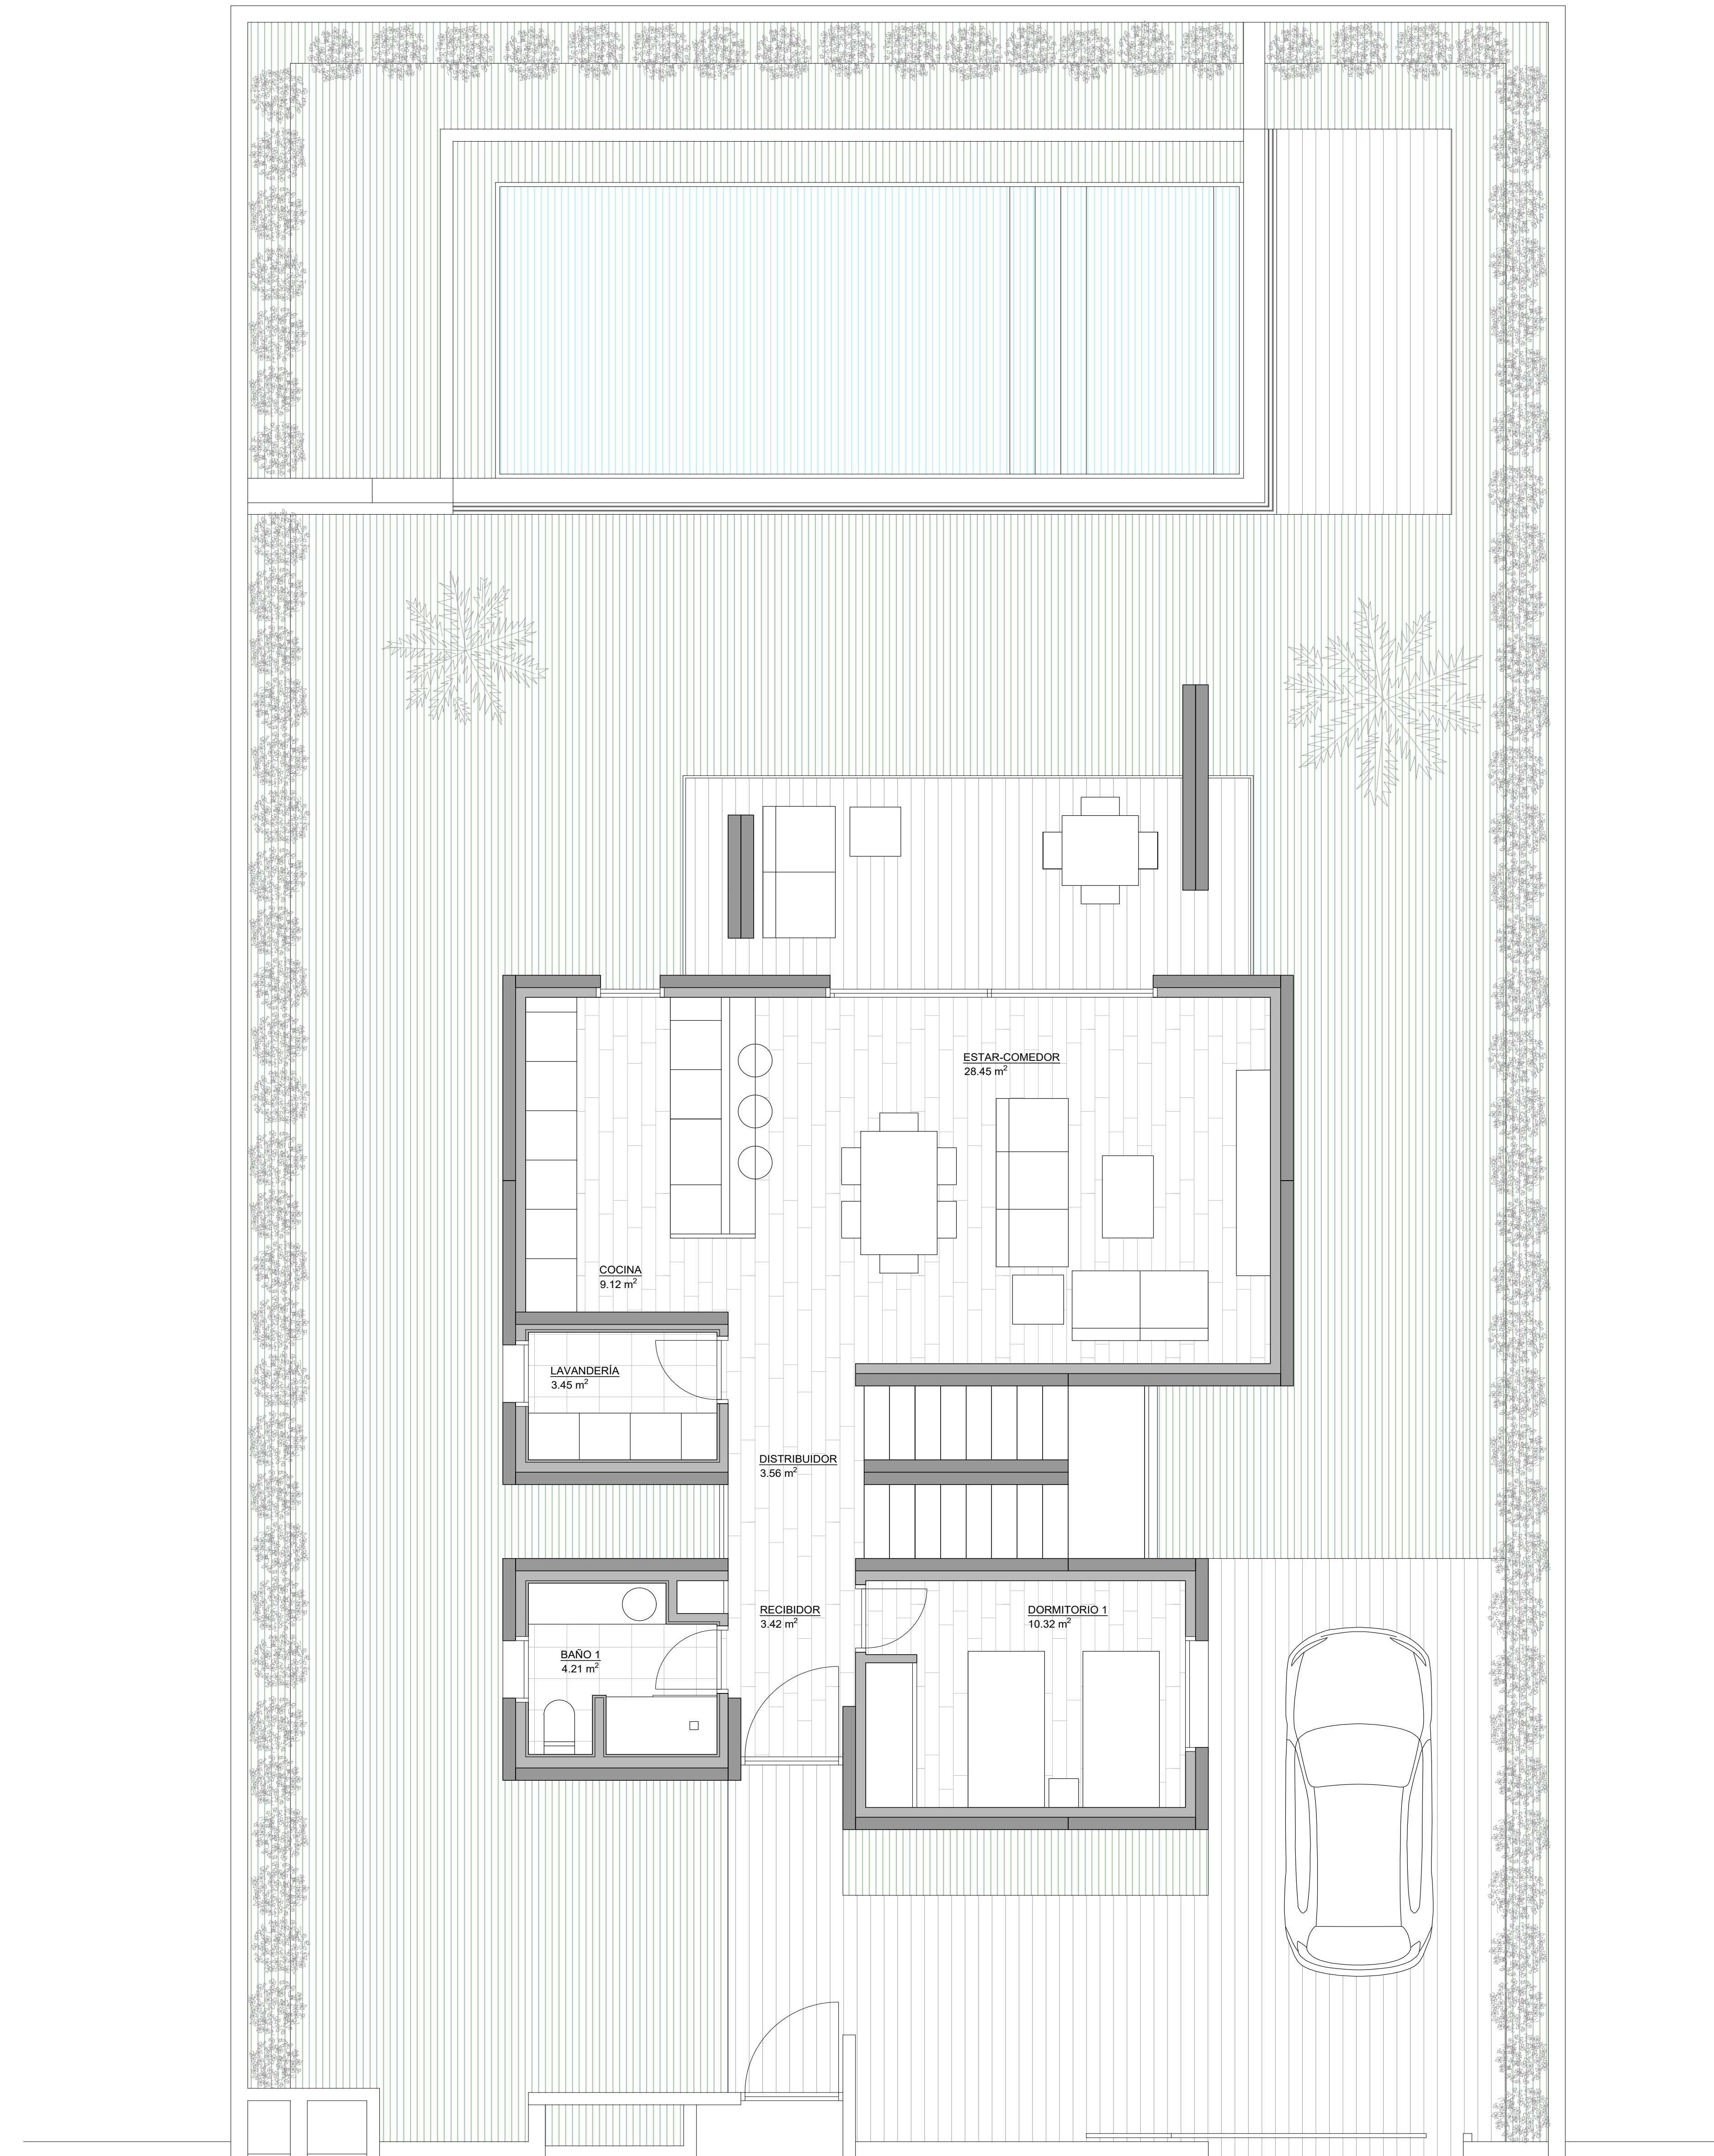 ESTAR-COMEDOR
28.45 m²
COCINA
9.12 m²
LAVANDERÍA
3.45 m²
DISTRIBUIDOR
3.56 m²
RECIBIDOR
3.42 m²
DORMITORIO 1
10.32 m²
BAÑO 1
4.21 m²